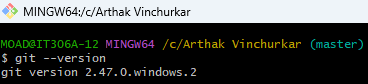 MINGW64:/c/Arthak Vinchurkar
MOAD@IT306A-12 MINGW64 /c/Arthak Vinchurkar (master)
$ git --version
git version 2.47.0.windows.2